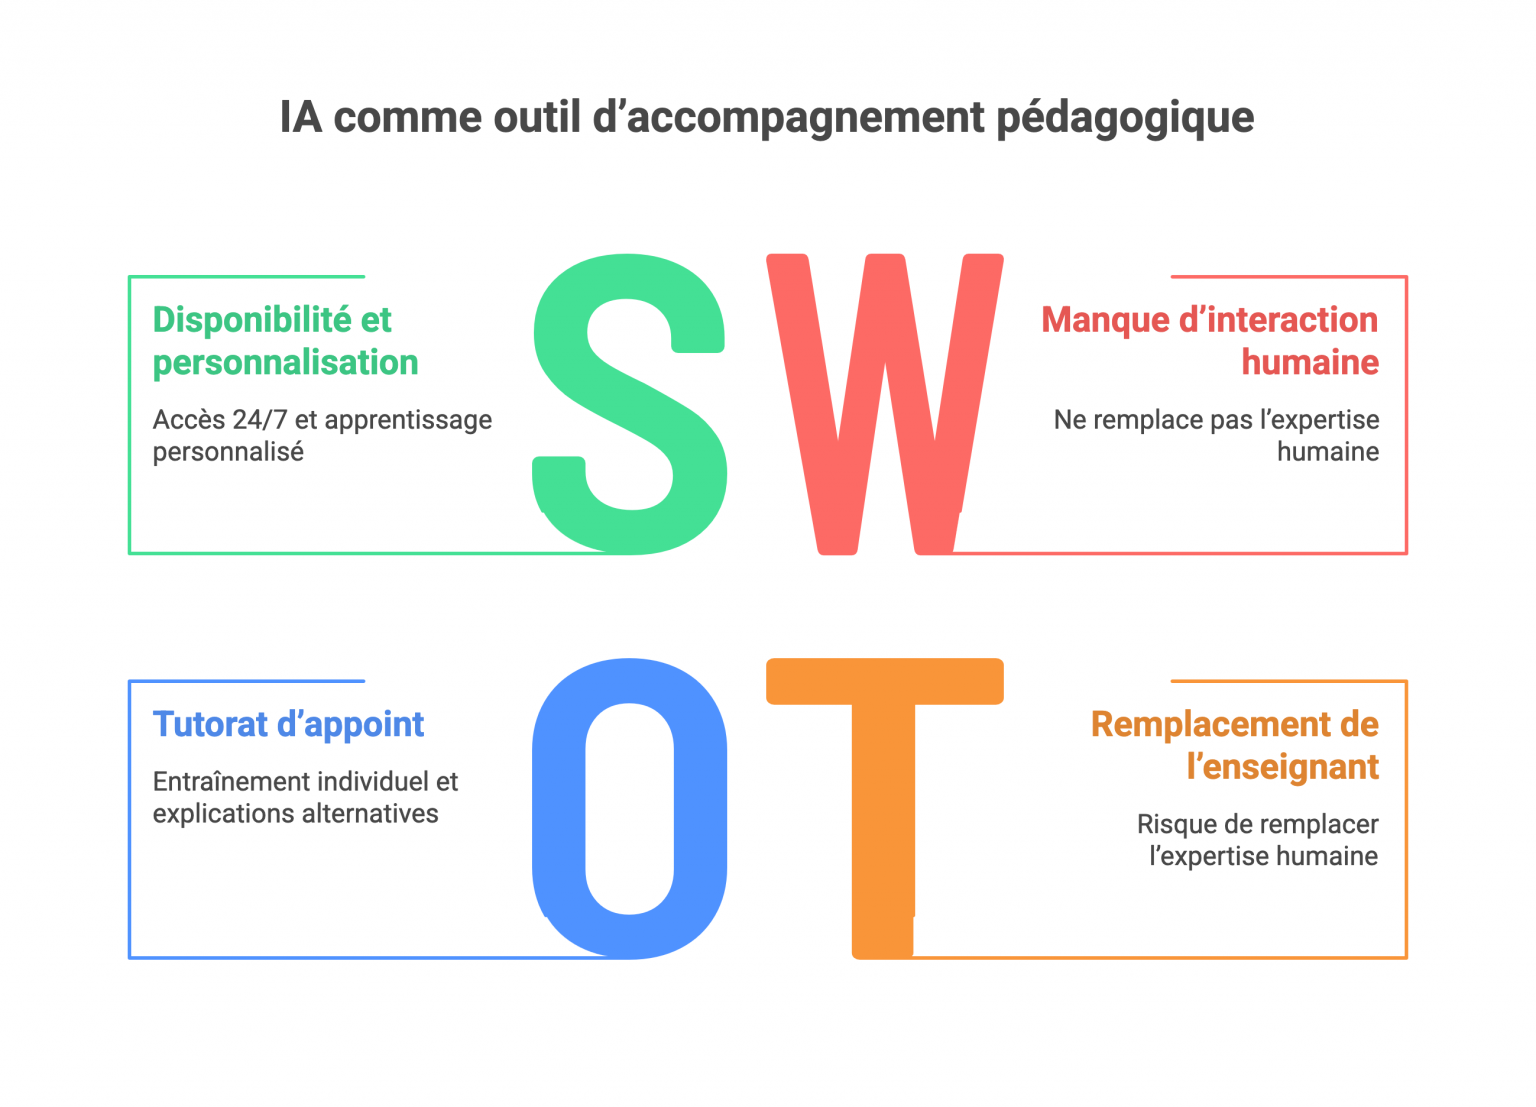 IA comme outil d’accompagnement pédagogique
Disponibilité et
personnalisation
Accès 24/7 et apprentissage
personnalisé
S
W
Manque d’interaction
humaine
Ne remplace pas l’expertise
humaine
Tutorat d’appoint
Entraînement individuel et
explications alternatives
O
T
Remplacement de
l’enseignant
Risque de remplacer
l’expertise humaine